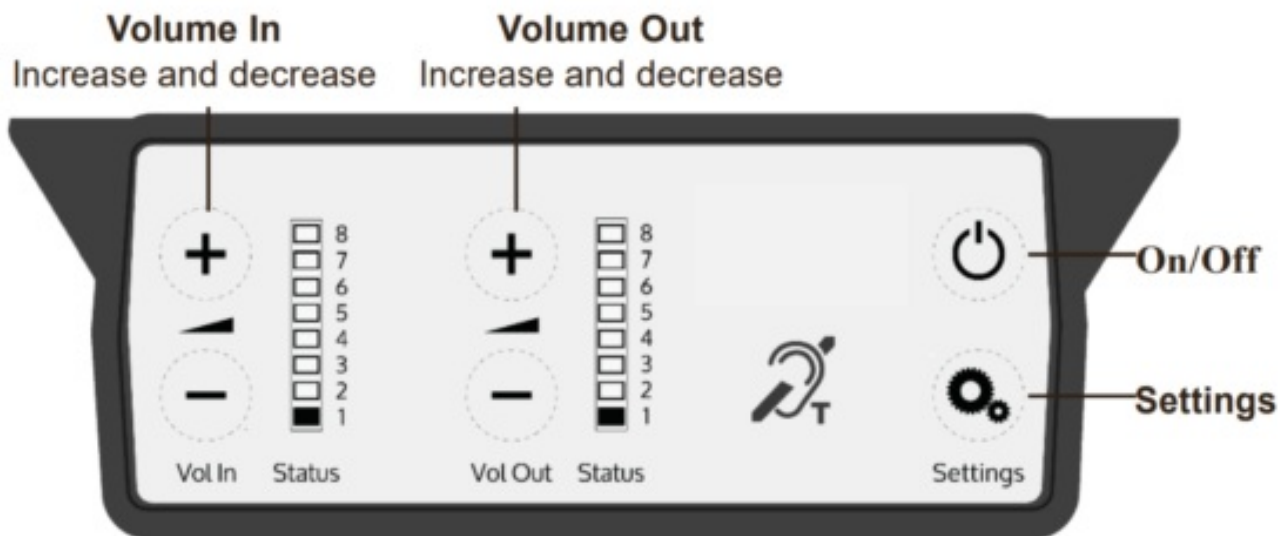 Volume In
Increase and decrease
Volume Out
Increase and decrease
8
7
6
5
4
3
2
1
8
7
6
5
4
3
2
1
On/Off
T
Settings
Vol In
Status
Vol Out
Status
Settings